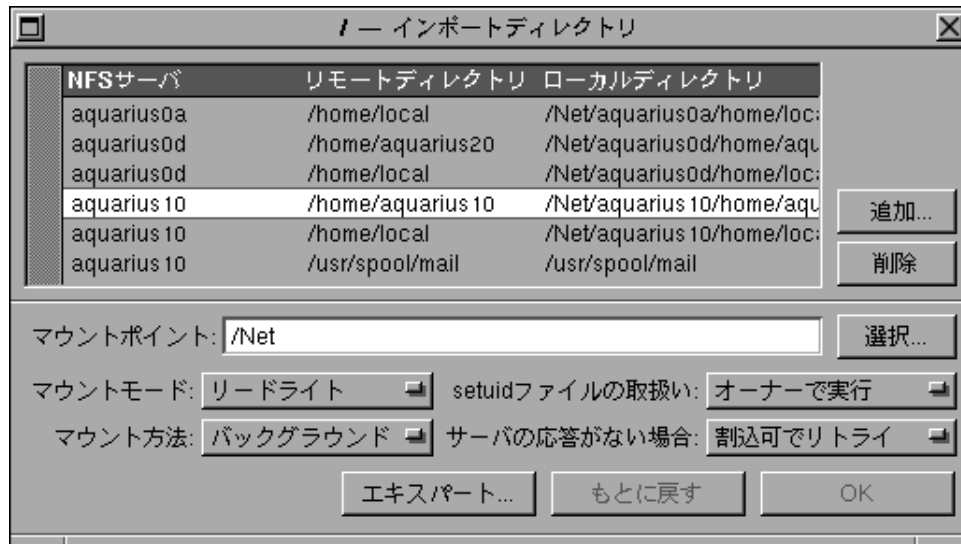 / — インポートディレクトリ
NFSサーバ リモートディレクトリ ローカルディレクトリ
aquarius0a /home/local /Net/aquarius0a/home/loc
aquarius0d /home/aquarius20 /Net/aquarius0d/home/aqu
aquarius0d /home/local /Net/aquarius0d/home/loc
aquarius10 /home/aquarius10 /Net/aquarius10/home/aqu
aquarius10 /home/local /Net/aquarius10/home/loc
aquarius10 /usr/spool/mail /usr/spool/mail
追加...
削除
マウントポイント: /Net 選択...
マウントモード: リードライト setuidファイルの取扱い: オーナーで実行
マウント方法: バックグラウンド サーバの応答がない場合: 割込可でリトライ
エキスパート... もとに戻す OK